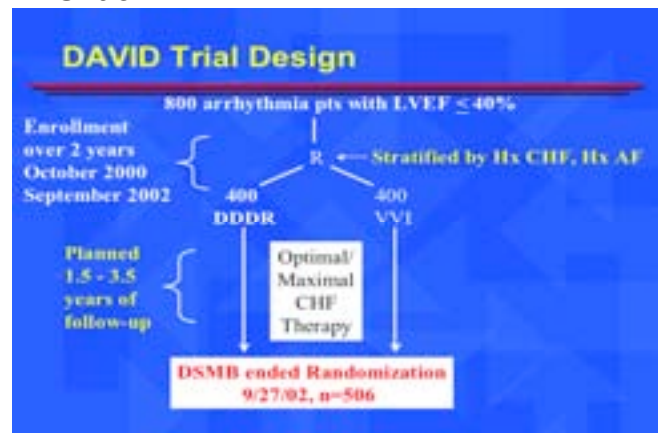 DAVID Trial Design
800 arrhythmia pts with LVEF ≤ 40%
Enrollment
over 2 years
October 2000
September 2002
R
Stratified by Hx CHF, Hx AF
400
DDDR
400
VVI
Planned
1.5 - 3.5
years of
follow-up
Optimal/
Maximal
CHF
Therapy
DSMB ended Randomization
9/27/02, n=506